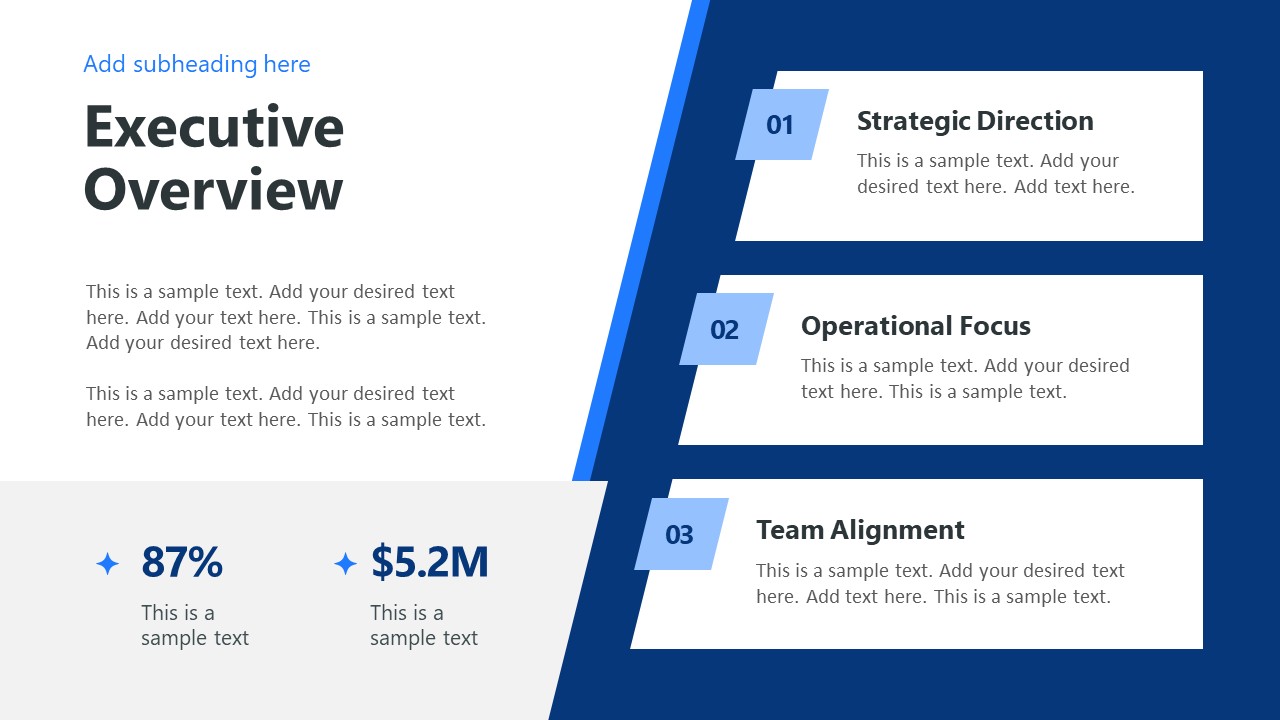 Add subheading here
Executive
Overview
This is a sample text. Add your desired text
here. Add your text here. This is a sample text.
Add your desired text here.
This is a sample text. Add your desired text
here. Add your text here. This is a sample text.
87%
This is a
sample text
$5.2M
This is a
sample text
01
Strategic Direction
This is a sample text. Add your
desired text here. Add text here.
02
Operational Focus
This is a sample text. Add your desired
text here. This is a sample text.
03
Team Alignment
This is a sample text. Add your desired text
here. Add text here. This is a sample text.